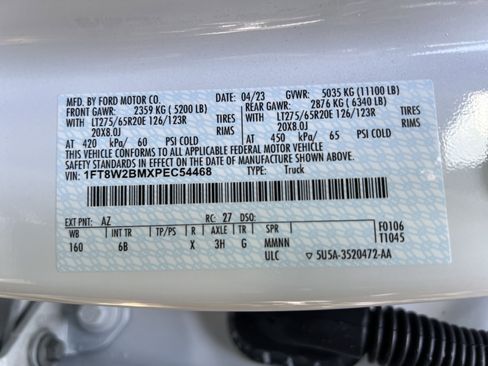 MFD. BY FORD MOTOR CO. 04/23 GVWR: 5035 KG (11100 LB)
FRONT GAWR: 2359 KG (5200 LB) REAR GAWR: 2876 KG (6340 LB)
WITH LT275/65R20E 126/123R TIRES WITH LT275/65R20E 126/123R TIRES
20X8.0J RIMS 20X8.0J RIMS
AT 420 kPa/ 60 PSI COLD AT 450 kPa/ 65 PSI COLD
THIS VEHICLE CONFORMS TO ALL APPLICABLE FEDERAL MOTOR VEHICLE
SAFETY STANDARDS IN EFFECT ON THE DATE OF MANUFACTURE SHOWN ABOVE.
VIN: 1FT8W2BMXPEC54468 TYPE: Truck
EXT PNT: AZ RC: 27 DSO: F0106
WB INT TR TP/PS R AXLE TR SPR T1045
160 6B X 3H G MMNN
ULC 5U5A-3520472-AA